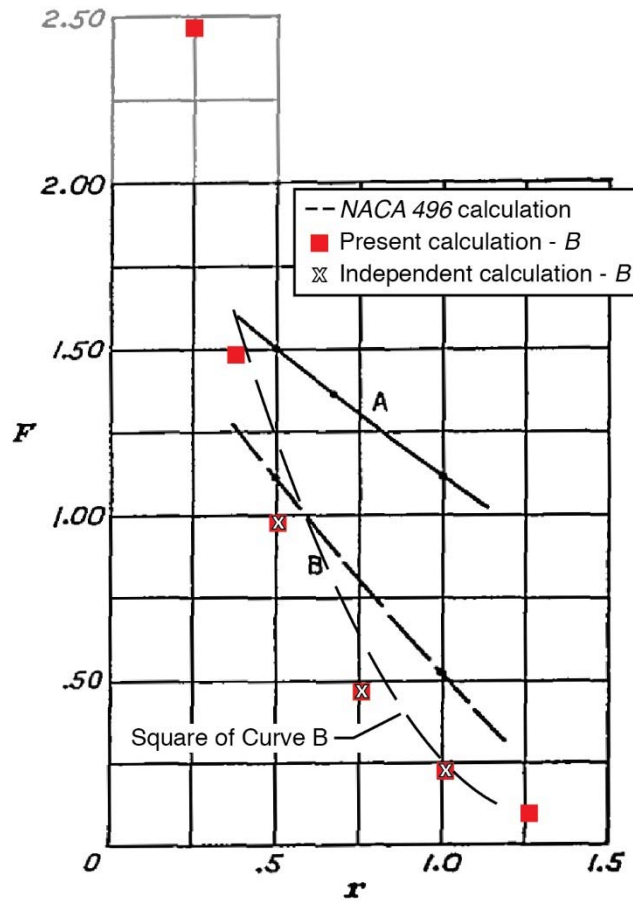 2.50
2.00
NACA 496 calculation
Present calculation - B
x Independent calculation - B
1.50
A
F
1.00
B
.50
Square of Curve B
0
.5
1.0
1.5
r